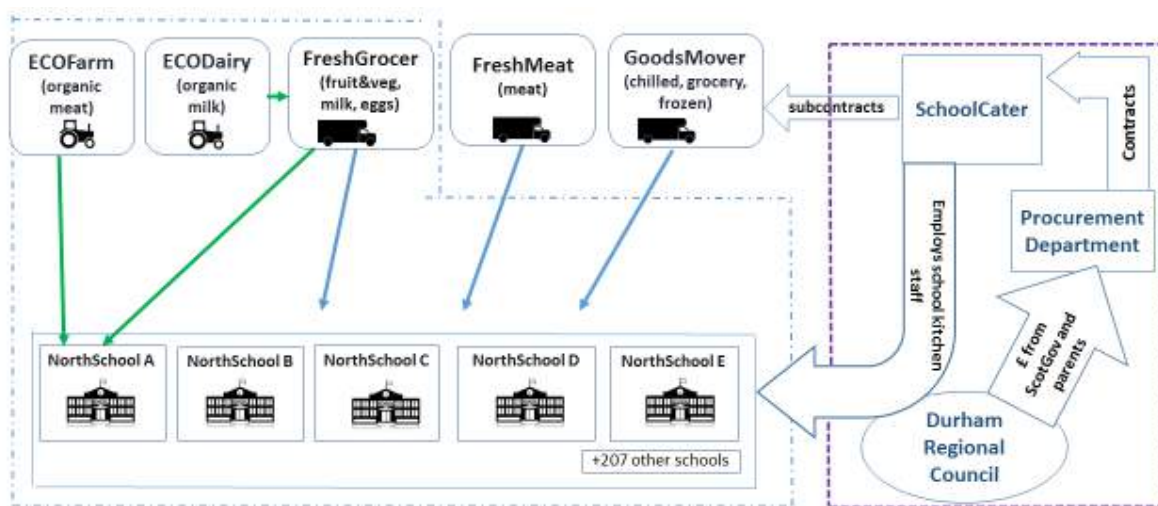 ECOFarm
(organic
meat)
ECODairy
(organic
milk)
FreshGrocer
(fruit&veg,
milk, eggs)
FreshMeat
(meat)
GoodsMover
(chilled, grocery,
frozen)
subcontracts
SchoolCater
Contracts
Procurement
Department
Employs school kitchen
staff
£ from
ScotGov and
parents
Durham
Regional
Council
NorthSchool A
NorthSchool B
NorthSchool C
NorthSchool D
NorthSchool E
+207 other schools